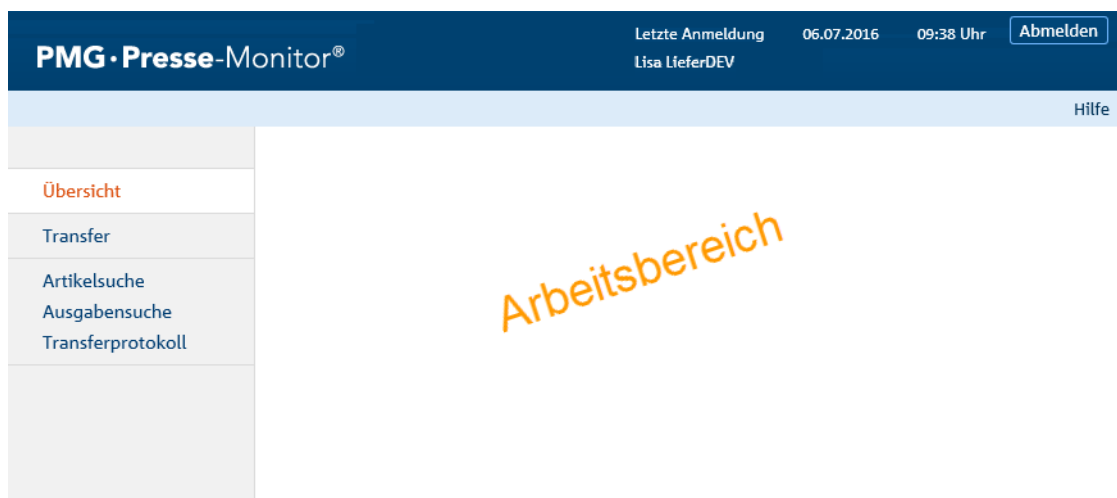 PMG·Presse-Monitor®
Letzte Anmeldung 06.07.2016 09:38 Uhr Abmelden
Lisa LieferDEV
Hilfe
Übersicht
Transfer
Artikelsuche
Ausgabensuche
Transferprotokoll
Arbeitsbereich